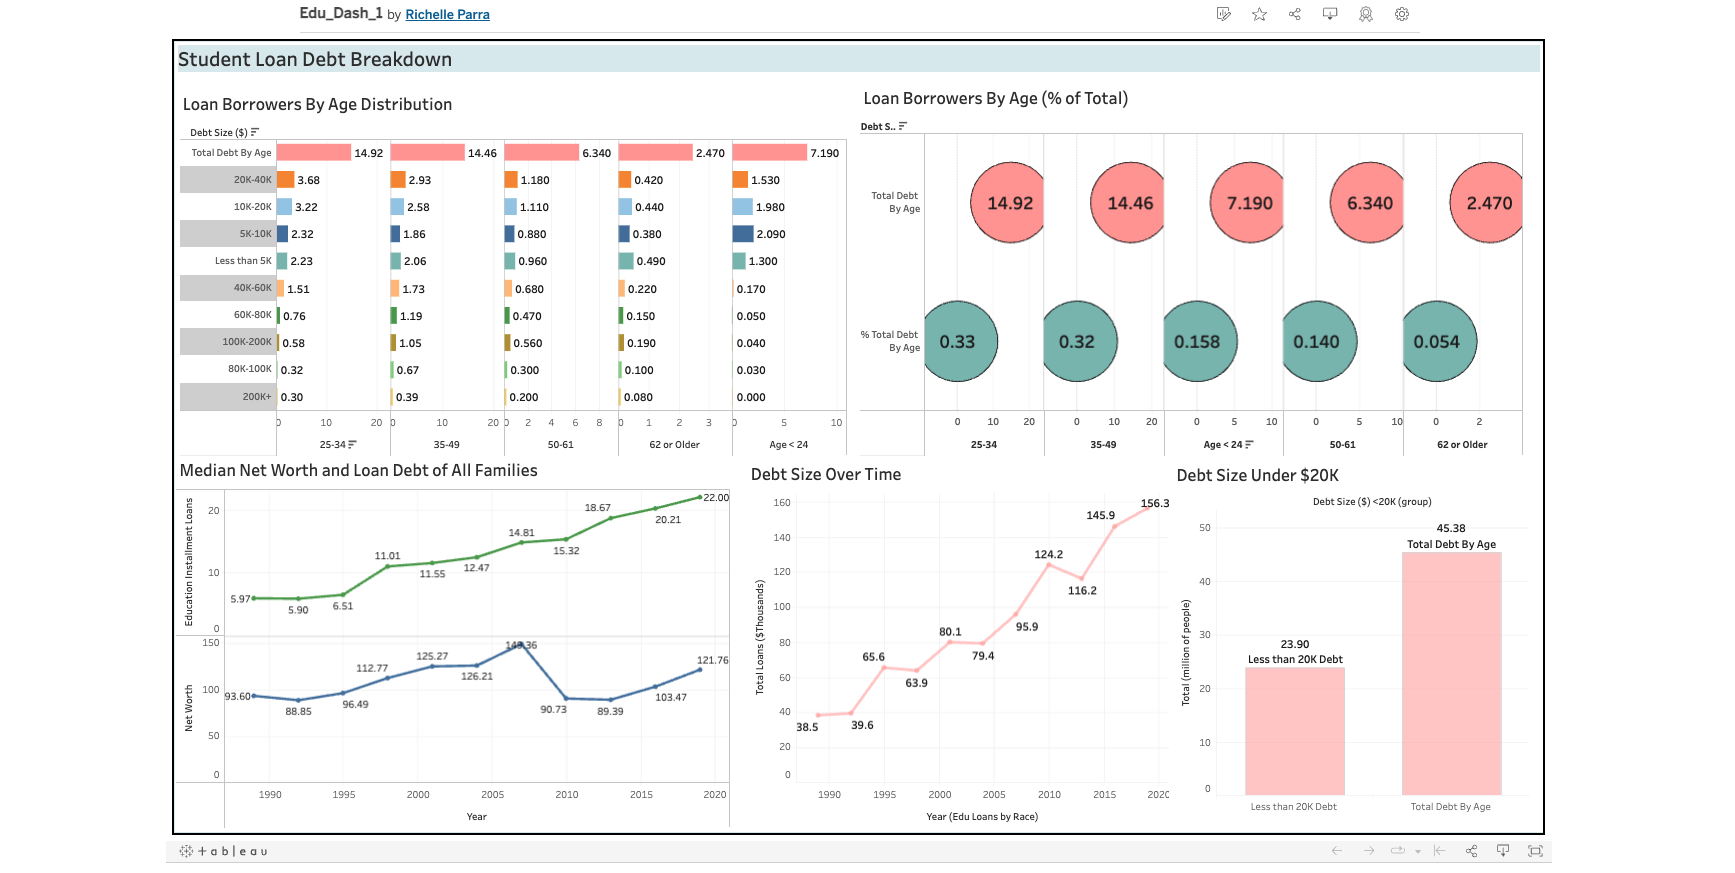 Edu_Dash_1 by Richelle Parra
Student Loan Debt Breakdown
Loan Borrowers By Age Distribution
Debt Size ($)
Total Debt By Age 14.92 14.46 6.340 2.470 7.190
20K-40K 3.68 2.93 1.180 0.420 1.530
10K-20K 3.22 2.58 1.110 0.440 1.980
5K-10K 2.32 1.86 0.880 0.380 2.090
Less than 5K 2.23 2.06 0.960 0.490 1.300
40K-60K 1.51 1.73 0.680 0.220 0.170
60K-80K 0.76 1.19 0.470 0.150 0.050
100K-200K 0.58 1.05 0.560 0.190 0.040
80K-100K 0.32 0.67 0.300 0.100 0.030
200K+ 0.30 0.39 0.200 0.080 0.000
0 10 20 0 10 20 0 2 4 6 8 0 1 2 3 0 5 10
25-34 35-49 50-61 62 or Older Age < 24
Loan Borrowers By Age (% of Total)
Debt S..
Total Debt
By Age
14.92 14.46 7.190 6.340 2.470
% Total Debt
By Age
0.33 0.32 0.158 0.140 0.054
0 10 20 0 10 20 0 5 10 0 5 10 0 2
25-34 35-49 Age < 24 50-61 62 or Older
Median Net Worth and Loan Debt of All Families
Education Installment Loans
20
10
0
5.97 5.90 6.51 11.01 11.55 12.47 14.81 15.32 18.67 20.21 22.00
Net Worth
150
100
50
0
93.60 88.85 96.49 112.77 125.27 126.21 149.36 90.73 89.39 103.47 121.76
1990 1995 2000 2005 2010 2015 2020
Year
Debt Size Over Time
Total Loans ($Thousands)
160
140
120
100
80
60
40
20
0
38.5 39.6 65.6 63.9 80.1 79.4 95.9 124.2 116.2 145.9 156.3
1990 1995 2000 2005 2010 2015 2020
Year (Edu Loans by Race)
Debt Size Under $20K
Debt Size ($) <20K (group)
Total (million of people)
50
40
30
20
10
0
23.90
Less than 20K Debt
45.38
Total Debt By Age
Less than 20K Debt Total Debt By Age
+ a b | e a u